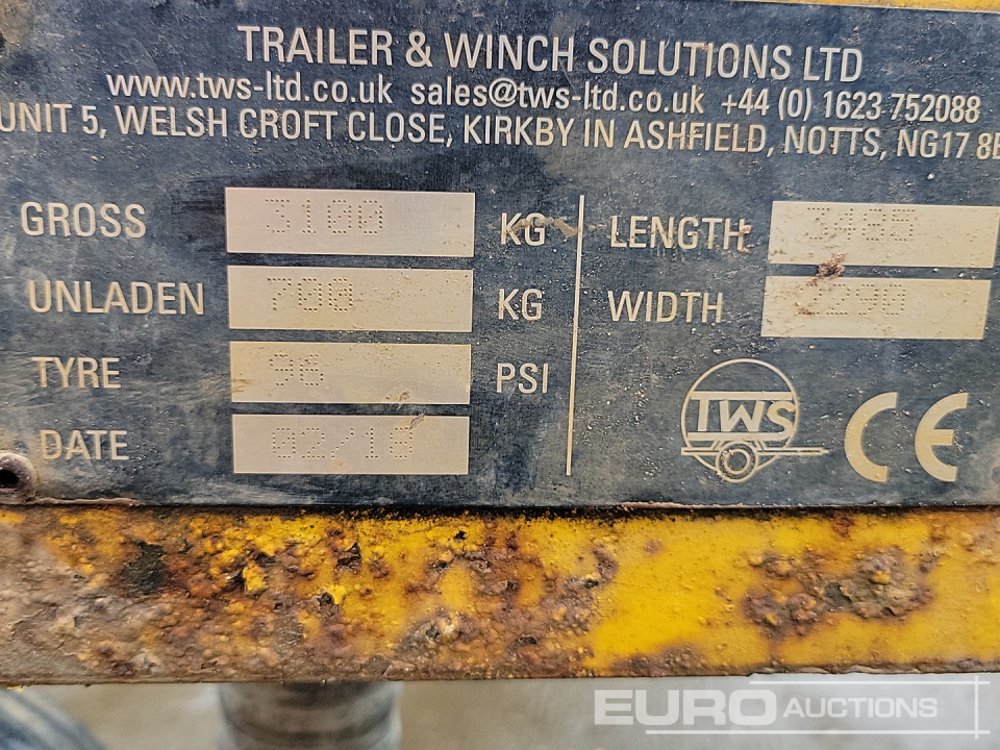 TRAILER & WINCH SOLUTIONS LTD
www.tws-ltd.co.uk sales@tws-ltd.co.uk +44 (0) 1623 752088
UNIT 5, WELSH CROFT CLOSE, KIRKBY IN ASHFIELD, NOTTS, NG17
GROSS 3100 KG
UNLADEN 700 KG
TYRE PSI
DATE
LENGTH
WIDTH
TWS
CE
EURO AUCTIONS